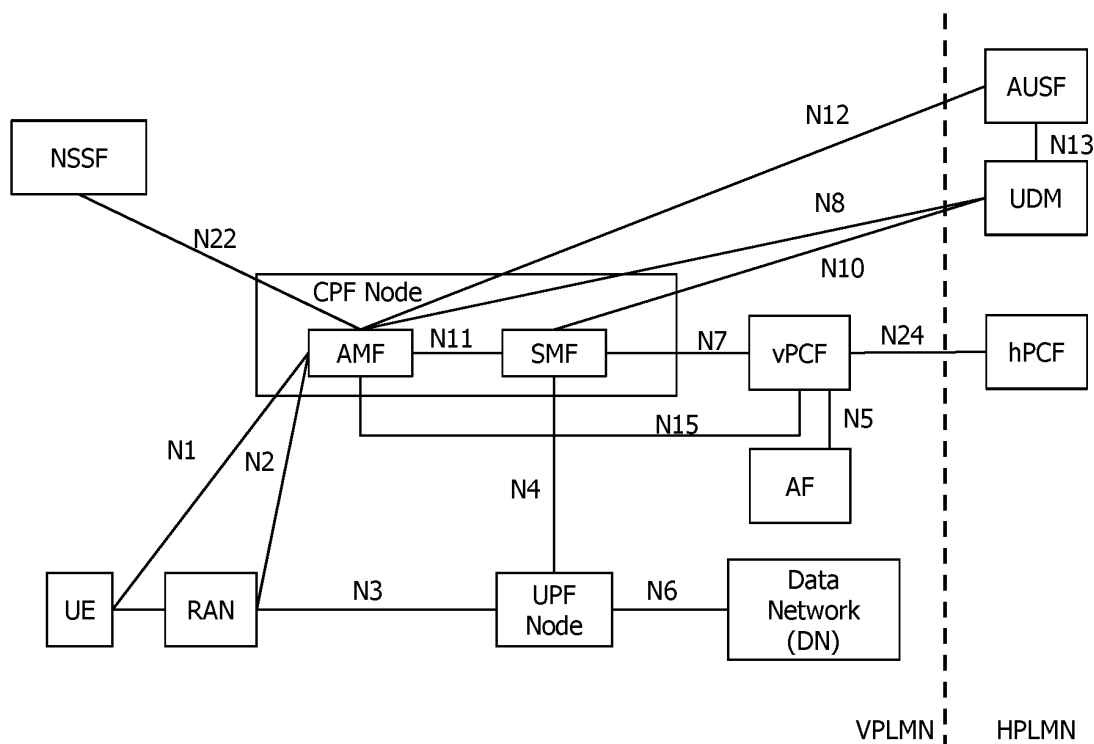 AUSF
N12
N13
NSSF
UDM
N8
N22
N10
CPF Node
AMF
N11
SMF
N7
vPCF
N24
hPCF
N15
N5
N1
N2
N4
AF
UE
RAN
N3
UPF
Node
N6
Data
Network
(DN)
VPLMN
HPLMN